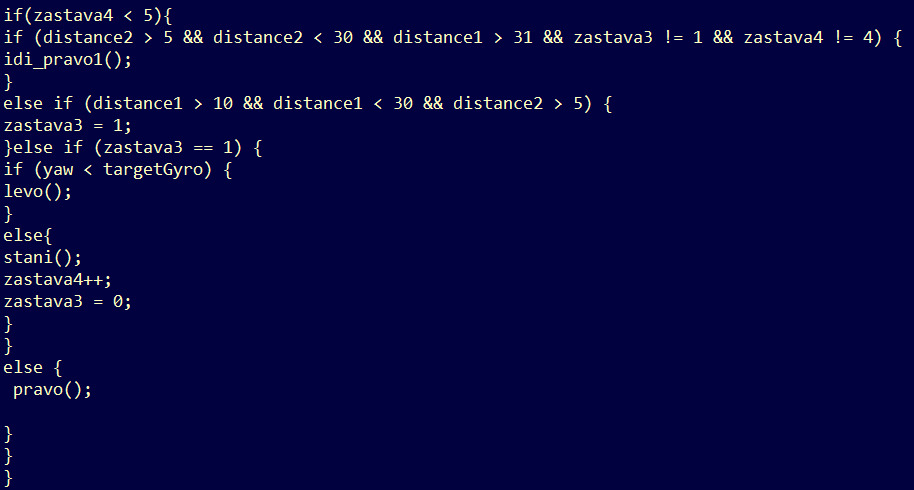 if(zastava4 < 5){
if (distance2 > 5 && distance2 < 30 && distance1 > 31 && zastava3 != 1 && zastava4 != 4) {
idi_pravo1();
}
else if (distance1 > 10 && distance1 < 30 && distance2 > 5) {
zastava3 = 1;
}else if (zastava3 == 1) {
if (yaw < targetGyro) {
levo();
}
else{
stani();
zastava4++;
zastava3 = 0;
}
}
else {
 pravo();

}
}
}